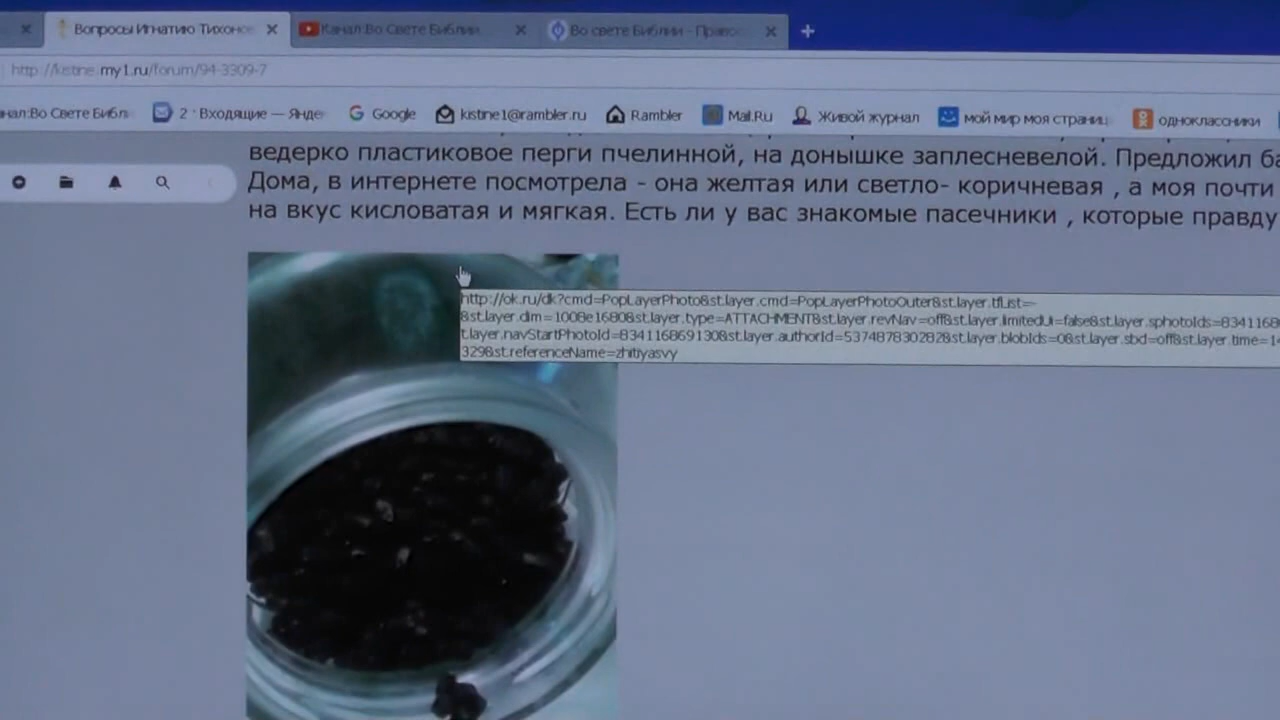 Вопросы Игнатию Тихонов
Канал:Во Свете Библии
Во свете Библии - Правос
http://kistine.my1.ru/forum/94-3309-7
нал:Во Свете Библ
2 · Входящие — Янде
Google
kistine1@rambler.ru
Rambler
Mail.Ru
Живой журнал
мой мир моя страниц
одноклассники
ведерко пластиковое перги пчелинной, на донышке заплесневелой. Предложил ба
Дома, в интернете посмотрела - она желтая или светло- коричневая , а моя почти
на вкус кисловатая и мягкая. Есть ли у вас знакомые пасечники , которые правду
http://ok.ru/dk?cmd=PopLayerPhoto&st.layer.cmd=PopLayerPhotoOuter&st.layer.tfList=-
&st.layer.dim=1008e1680&st.layer.type=ATTACHMENT&st.layer.revNav=off&st.layer.limitedUi=false&st.layer.sphotoIds=8341168
t.layer.navStartPhotoId=834116869130&st.layer.authorId=537487830282&st.layer.blobIds=0&st.layer.sbd=off&st.layer.time=14
329&st.referenceName=zhitiyasvy